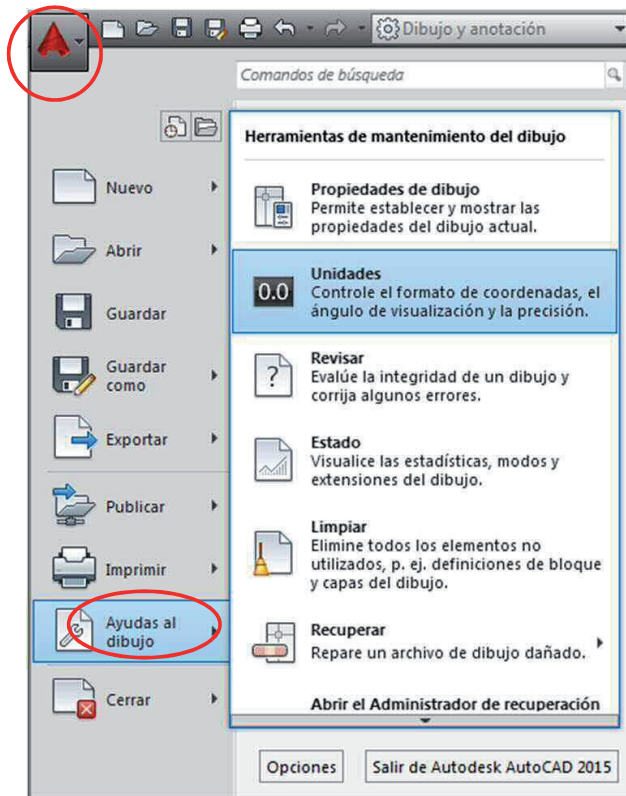 Dibujo y anotación
Comandos de búsqueda
Nuevo
Abrir
Guardar
Guardar
como
Exportar
Publicar
Imprimir
Ayudas al
dibujo
Cerrar
Herramientas de mantenimiento del dibujo
Propiedades de dibujo
Permite establecer y mostrar las
propiedades del dibujo actual.
0.0
Unidades
Controle el formato de coordenadas, el
ángulo de visualización y la precisión.
?
Revisar
Evalúe la integridad de un dibujo y
corrija algunos errores.
Estado
Visualice las estadísticas, modos y
extensiones del dibujo.
Limpiar
Elimine todos los elementos no
utilizados, p. ej. definiciones de bloque
y capas del dibujo.
Recuperar
Repare un archivo de dibujo dañado.
Abrir el Administrador de recuperación
Opciones
Salir de Autodesk AutoCAD 2015